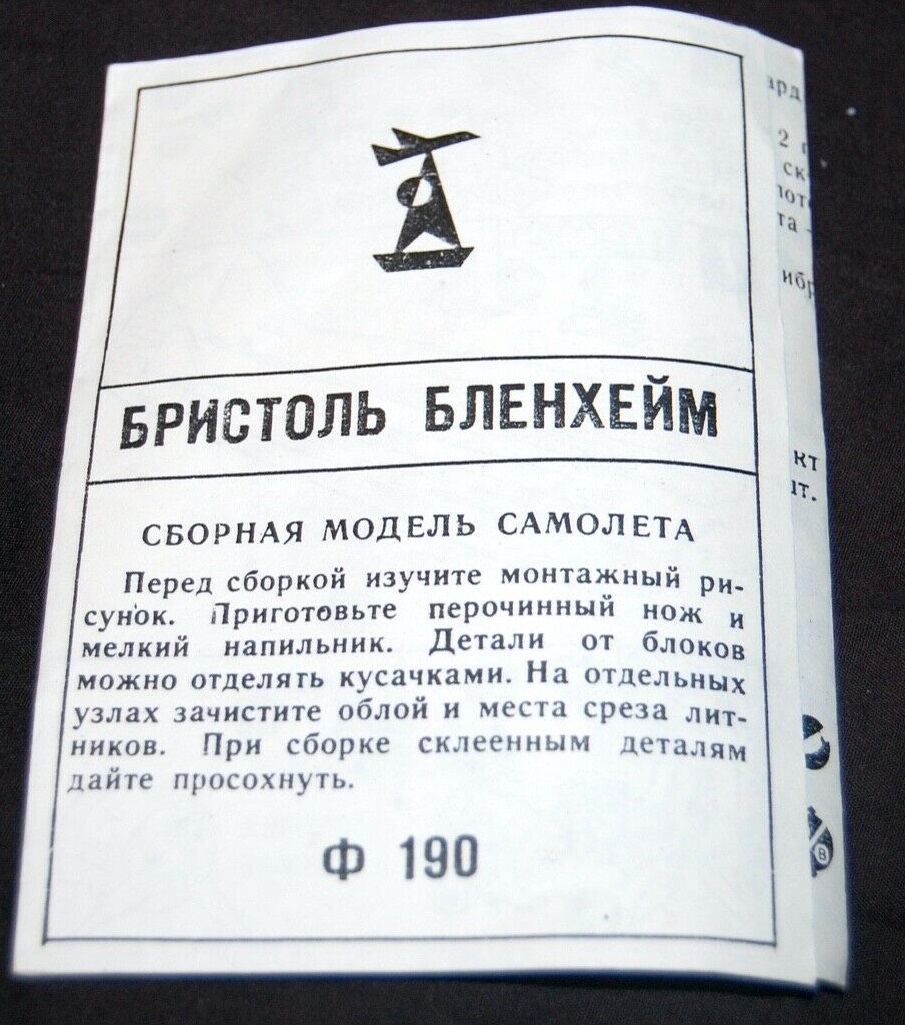 БРИСТОЛЬ БЛЕНХЕЙМ
СБОРНАЯ МОДЕЛЬ САМОЛЕТА
Перед сборкой изучите монтажный ри-
сунок. Приготовьте перочинный нож и
мелкий напильник. Детали от блоков
можно отделять кусачками. На отдельных
узлах зачистите облой и места среза лит-
ников. При сборке склеенным деталям
дайте просохнуть.
Ф 190